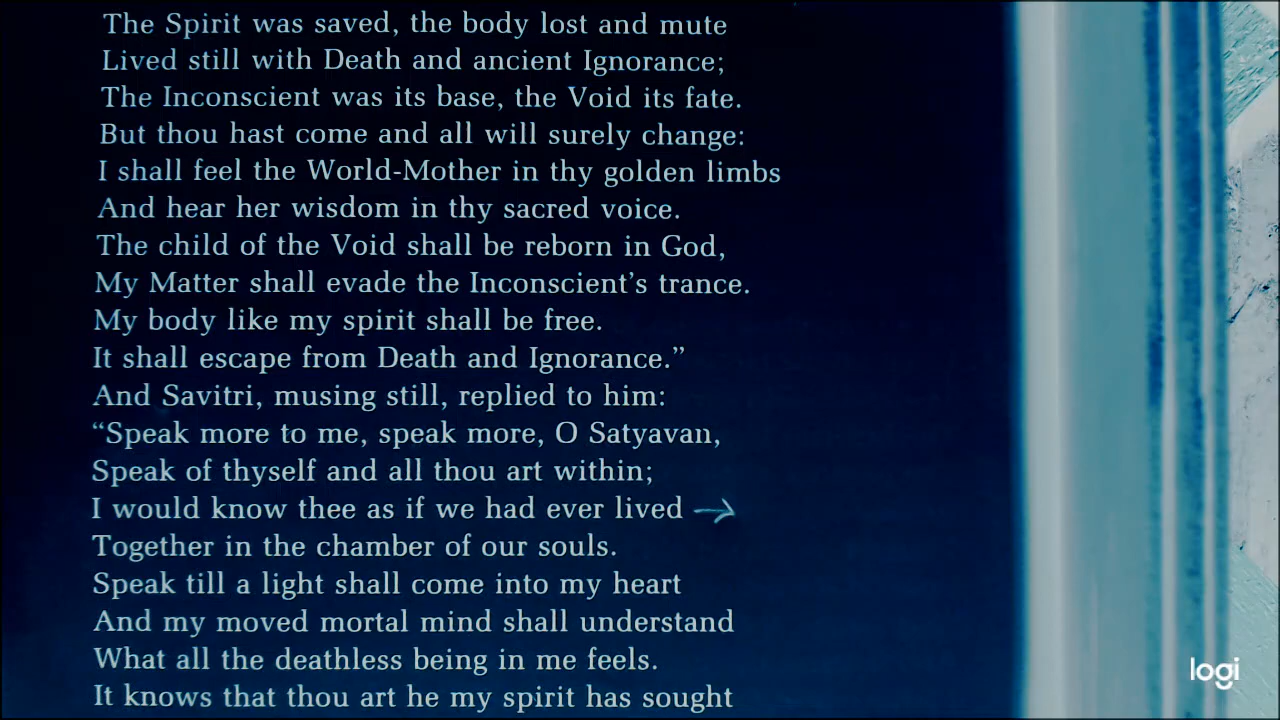 The Spirit was saved, the body lost and mute
Lived still with Death and ancient Ignorance;
The Inconscient was its base, the Void its fate.
But thou hast come and all will surely change:
I shall feel the World-Mother in thy golden limbs
And hear her wisdom in thy sacred voice.
The child of the Void shall be reborn in God,
My Matter shall evade the Inconscient’s trance.
My body like my spirit shall be free.
It shall escape from Death and Ignorance.”
And Savitri, musing still, replied to him:
“Speak more to me, speak more, O Satyavan,
Speak of thyself and all thou art within;
I would know thee as if we had ever lived →
Together in the chamber of our souls.
Speak till a light shall come into my heart
And my moved mortal mind shall understand
What all the deathless being in me feels.
It knows that thou art he my spirit has sought
logi